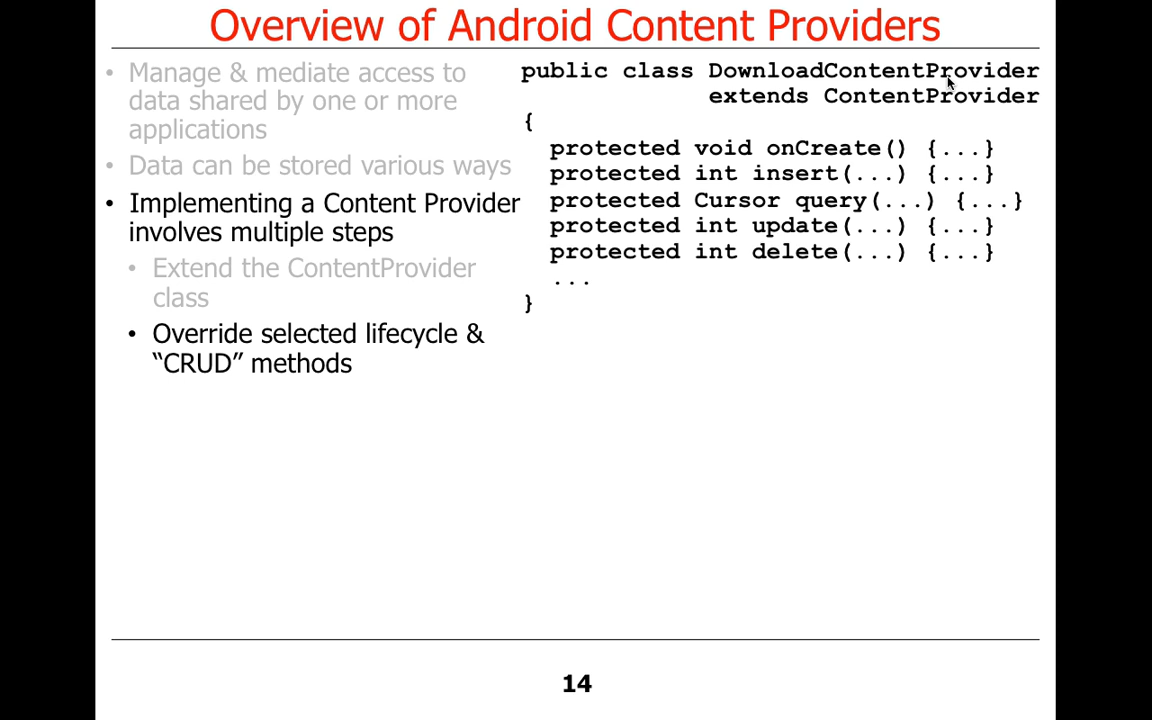 Overview of Android Content Providers
• Manage & mediate access to
data shared by one or more
applications
• Data can be stored various ways
• Implementing a Content Provider
involves multiple steps
• Extend the ContentProvider
class
• Override selected lifecycle &
“CRUD” methods
public class DownloadContentProvider
extends ContentProvider
{
protected void onCreate() {...}
protected int insert(...) {...}
protected Cursor query(...) {...}
protected int update(...) {...}
protected int delete(...) {...}
...
}
14